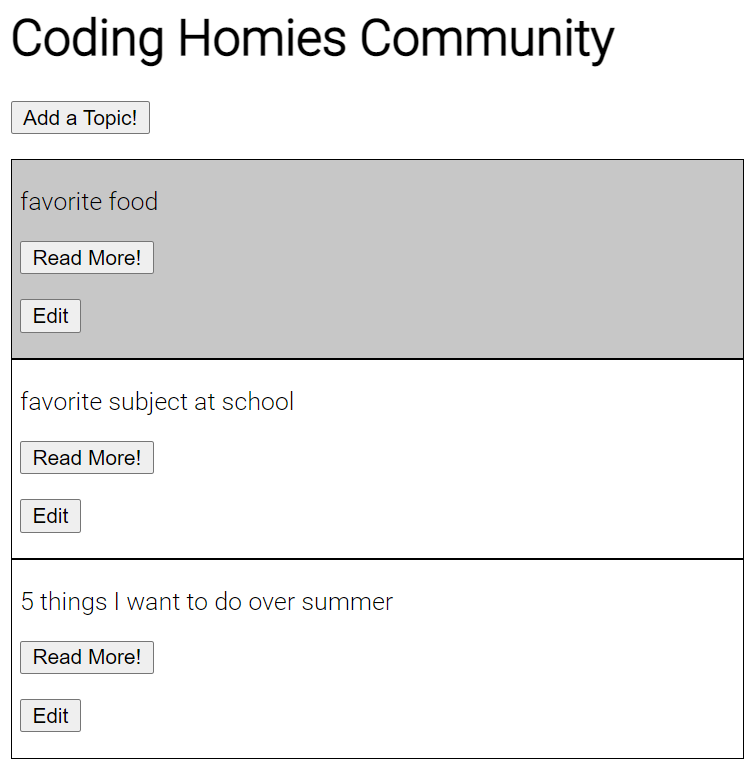 Coding Homies Community
Add a Topic!
favorite food
Read More!
Edit
favorite subject at school
Read More!
Edit
5 things I want to do over summer
Read More!
Edit